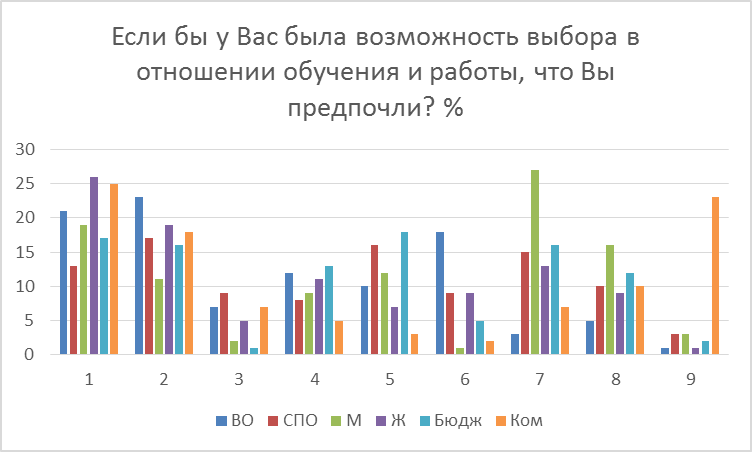 Если бы у Вас была возможность выбора в
отношении обучения и работы, что Вы
предпочли? %
30
25
20
15
10
5
0
1 2 3 4 5 6 7 8 9
ВО СПО М Ж Бюдж Ком